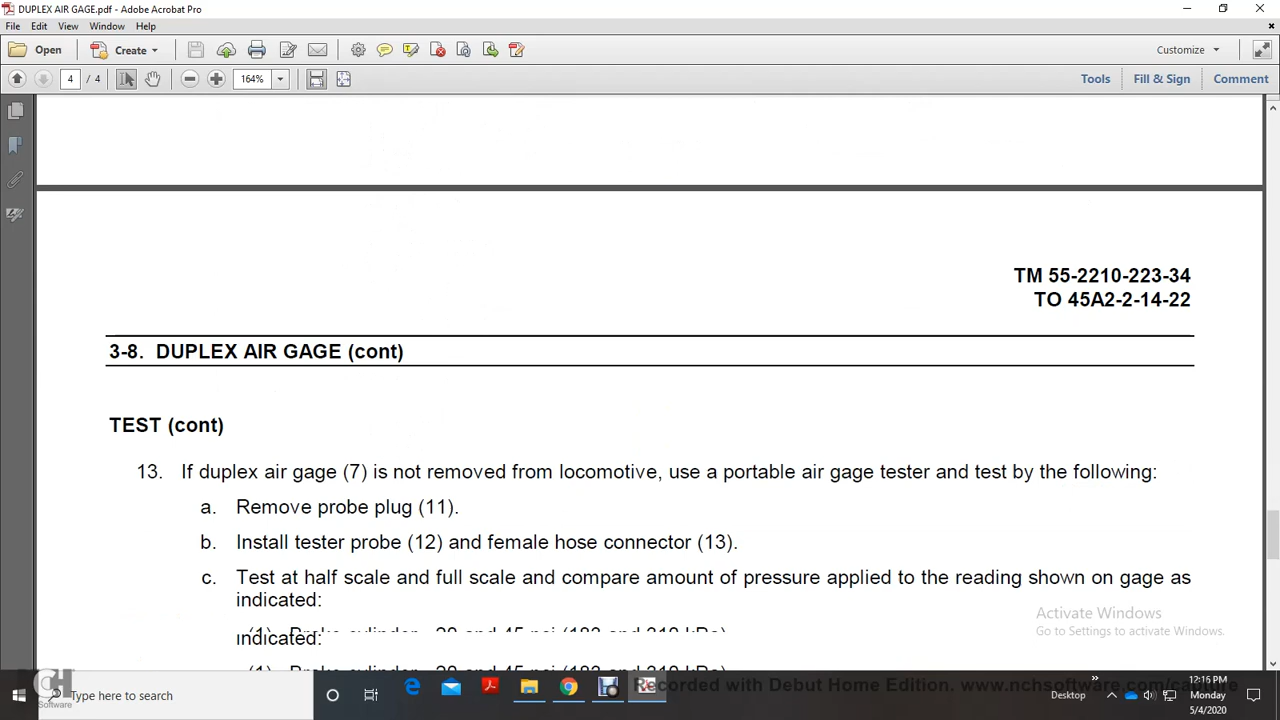 DUPLEX AIR GAGE.pdf - Adobe Acrobat Pro
File Edit View Window Help
Open Create Customize
4 / 4 164% Tools Fill & Sign Comment
TM 55-2210-223-34
TO 45A2-2-14-22
3-8. DUPLEX AIR GAGE (cont)
TEST (cont)
13. If duplex air gage (7) is not removed from locomotive, use a portable air gage tester and test by the following:
a. Remove probe plug (11).
b. Install tester probe (12) and female hose connector (13).
c. Test at half scale and full scale and compare amount of pressure applied to the reading shown on gage as
indicated:
indicated:
Activate Windows
Go to Settings to activate Windows.
NCH
Software
Type here to search
Recorded with Debut Home Edition. www.nchsoftware.com/capture
Desktop
12:15 PM
Monday
5/4/2020